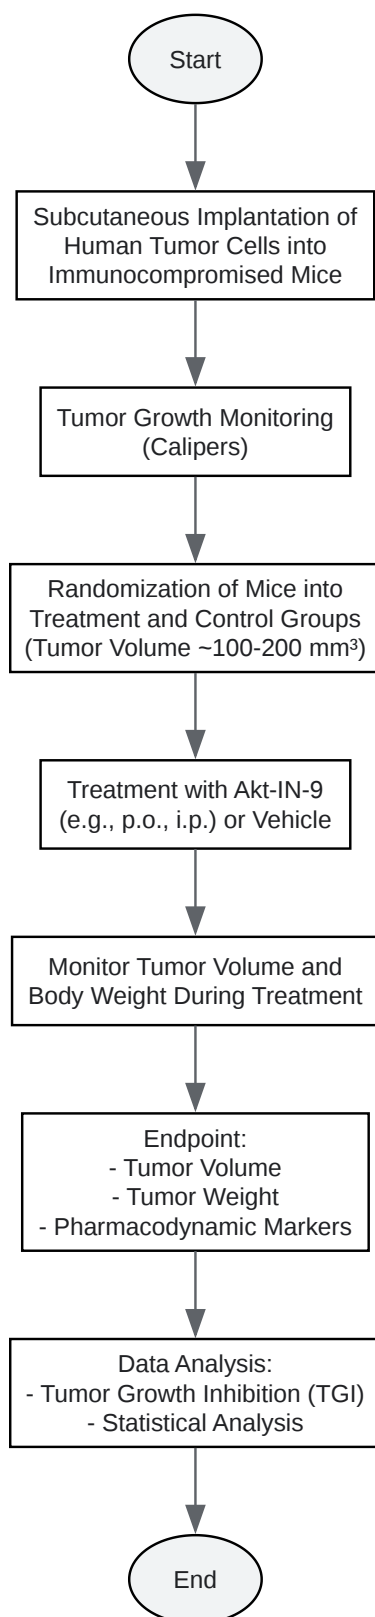 Start
Subcutaneous Implantation of
Human Tumor Cells into
Immunocompromised Mice
Tumor Growth Monitoring
(Calipers)
Randomization of Mice into
Treatment and Control Groups
(Tumor Volume ~100-200 mm³)
Treatment with Akt-IN-9
(e.g., p.o., i.p.) or Vehicle
Monitor Tumor Volume and
Body Weight During Treatment
Endpoint:
- Tumor Volume
- Tumor Weight
- Pharmacodynamic Markers
Data Analysis:
- Tumor Growth Inhibition (TGI)
- Statistical Analysis
End